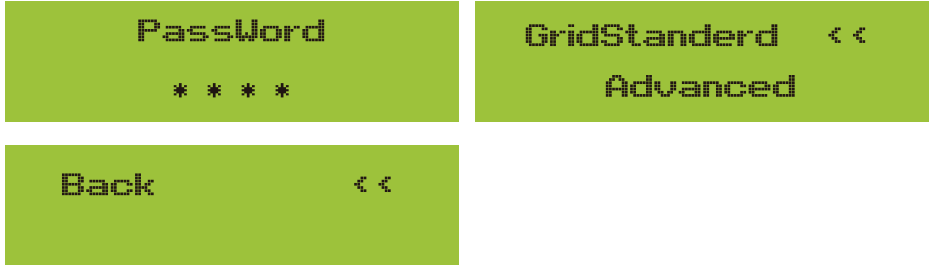 PassWord
* * * *
GridStanderd <<
Advanced
Back <<